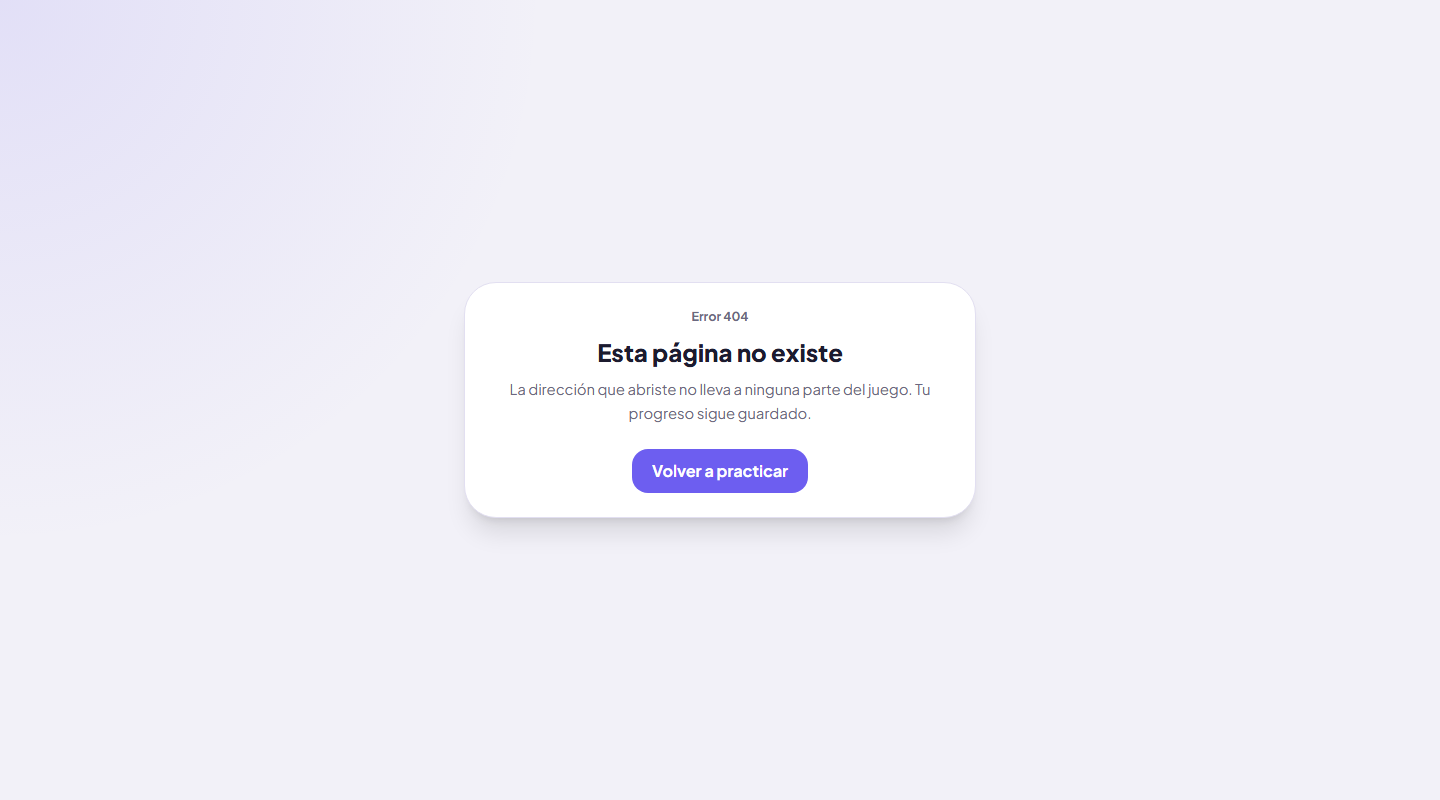 Error 404
Esta página no existe
La dirección que abriste no lleva a ninguna parte del juego. Tu
progreso sigue guardado.
Volver a practicar